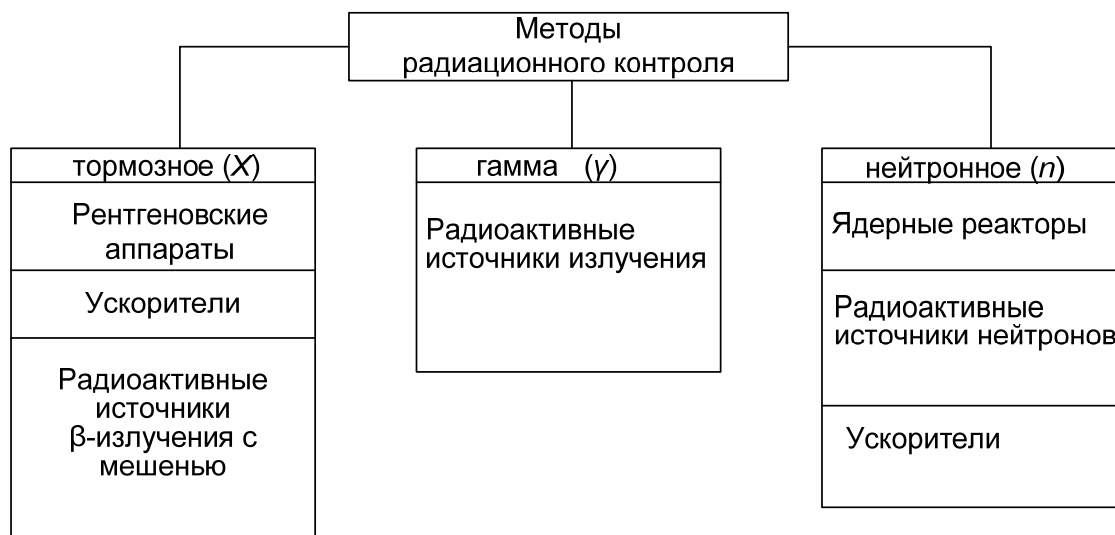 Методы
радиационного контроля
тормозное (X)
Рентгеновские
аппараты
Ускорители
Радиоактивные
источники
β-излучения с
мешенью
гамма (γ)
Радиоактивные
источники излучения
нейтронное (n)
Ядерные реакторы
Радиоактивные
источники нейтронов
Ускорители